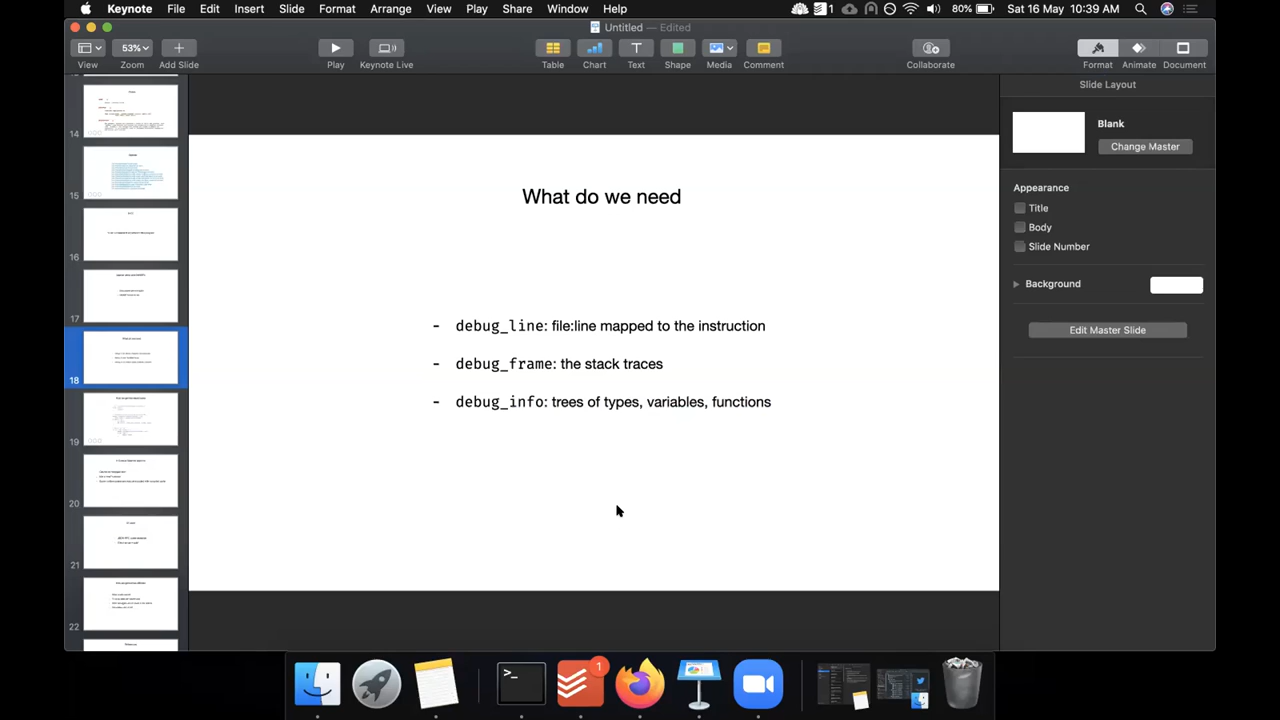 Keynote File Edit Insert Slide Format Arrange View Play Share Window Help
1 80% Sat 16 May 10:39 AM
Untitled — Edited
53%
View Zoom Add Slide Play Keynote Live Table Chart Text Shape Media Comment Collaborate Format Animate Document
Slide Layout
Blank
Change Master
Appearance
Title
Body
Slide Number
Background
Edit Master Slide
14
15
16
17
18
19
20
21
22
What do we need
- debug_line: file:line mapped to the instruction
- debug_frame: the stack traces
- debug_info: names of types, variables, functions
1